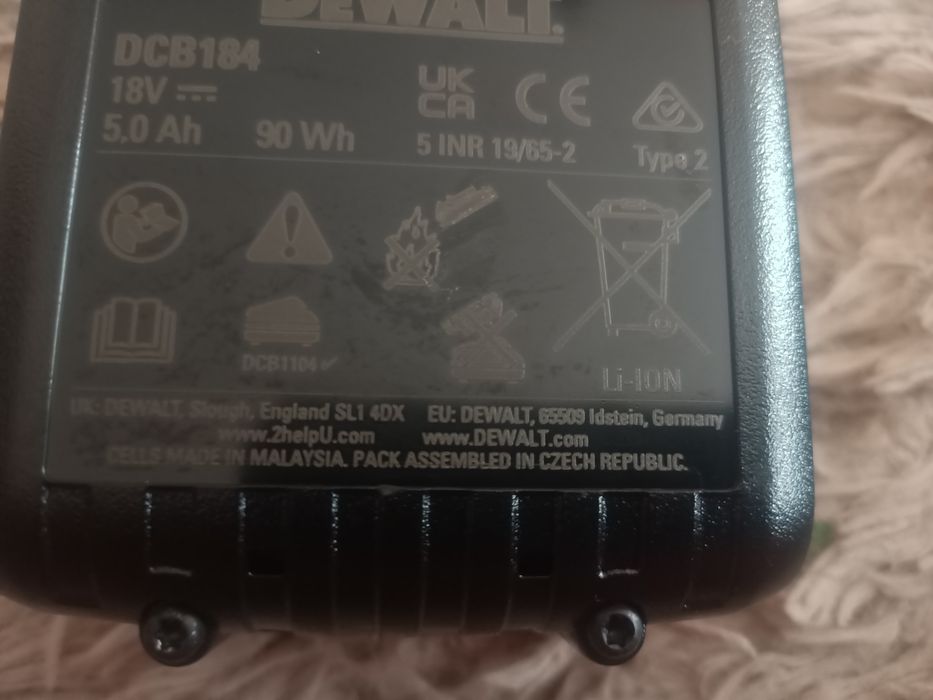 DEWALT.
DCB184
18V
5,0 Ah 90 Wh
UK
CA
CE
5 INR 19/65-2
Type 2
DCB1104✓
Li-ION
UK: DEWALT, Slough, England SL1 4DX EU: DEWALT, 65509 Idstein, Germany
www.2helpU.com www.DEWALT.com
CELLS MADE IN MALAYSIA. PACK ASSEMBLED IN CZECH REPUBLIC.